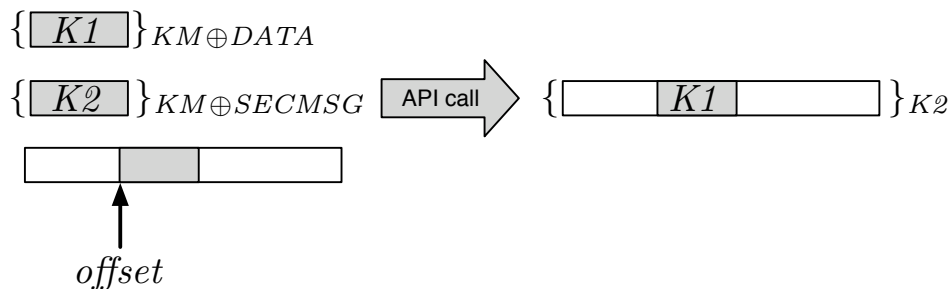 { K1 }KM⊕DATA
{ K2 }KM⊕SECMSG
API call
{ K1 }K2
offset